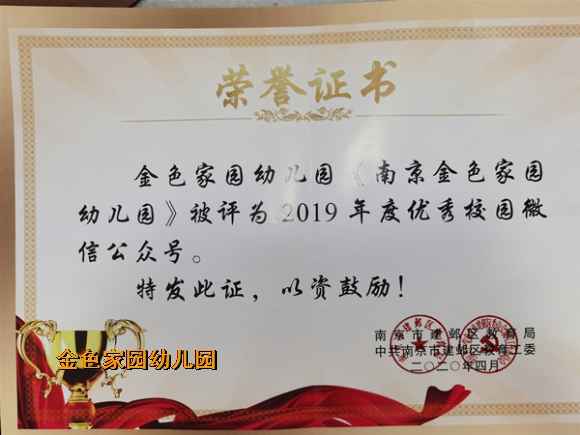 荣誉证书
金色家园幼儿园《南京金色家园
幼儿园》被评为 2019 年度优秀校园微
信公众号。
特发此证，以资鼓励！
南京市建邺区教育局
中共南京市建邺区教育工委
二〇二〇年四月
金色家园幼儿园